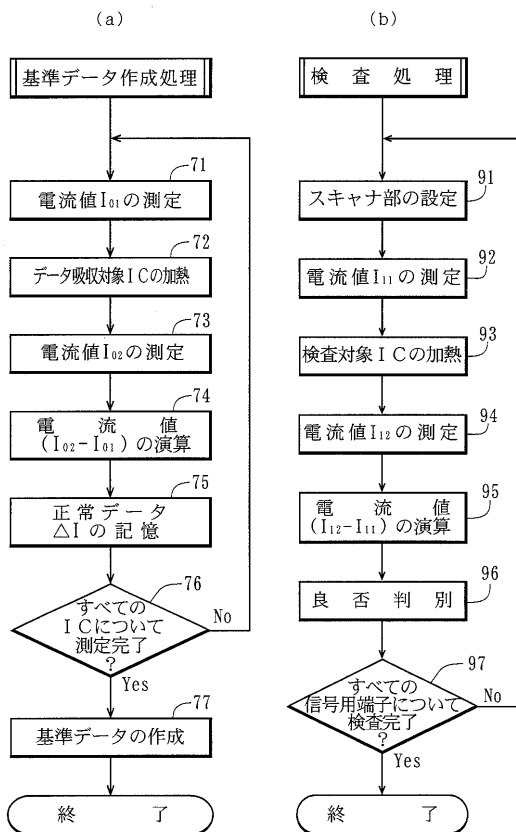 (a)
基準データ作成処理
71
電流値I₀₁の測定
72
データ吸収対象ICの加熱
73
電流値I₀₂の測定
74
電流値
(I₀₂-I₀₁)の演算
75
正常データ
△Iの記憶
76
すべての
ICについて
測定完了
?
No
Yes
77
基準データの作成
終了
(b)
検査処理
91
スキャナ部の設定
92
電流値I₁₁の測定
93
検査対象ICの加熱
94
電流値I₁₂の測定
95
電流値
(I₁₂-I₁₁)の演算
96
良否判別
97
すべての
信号用端子について
検査完了
?
No
Yes
終了